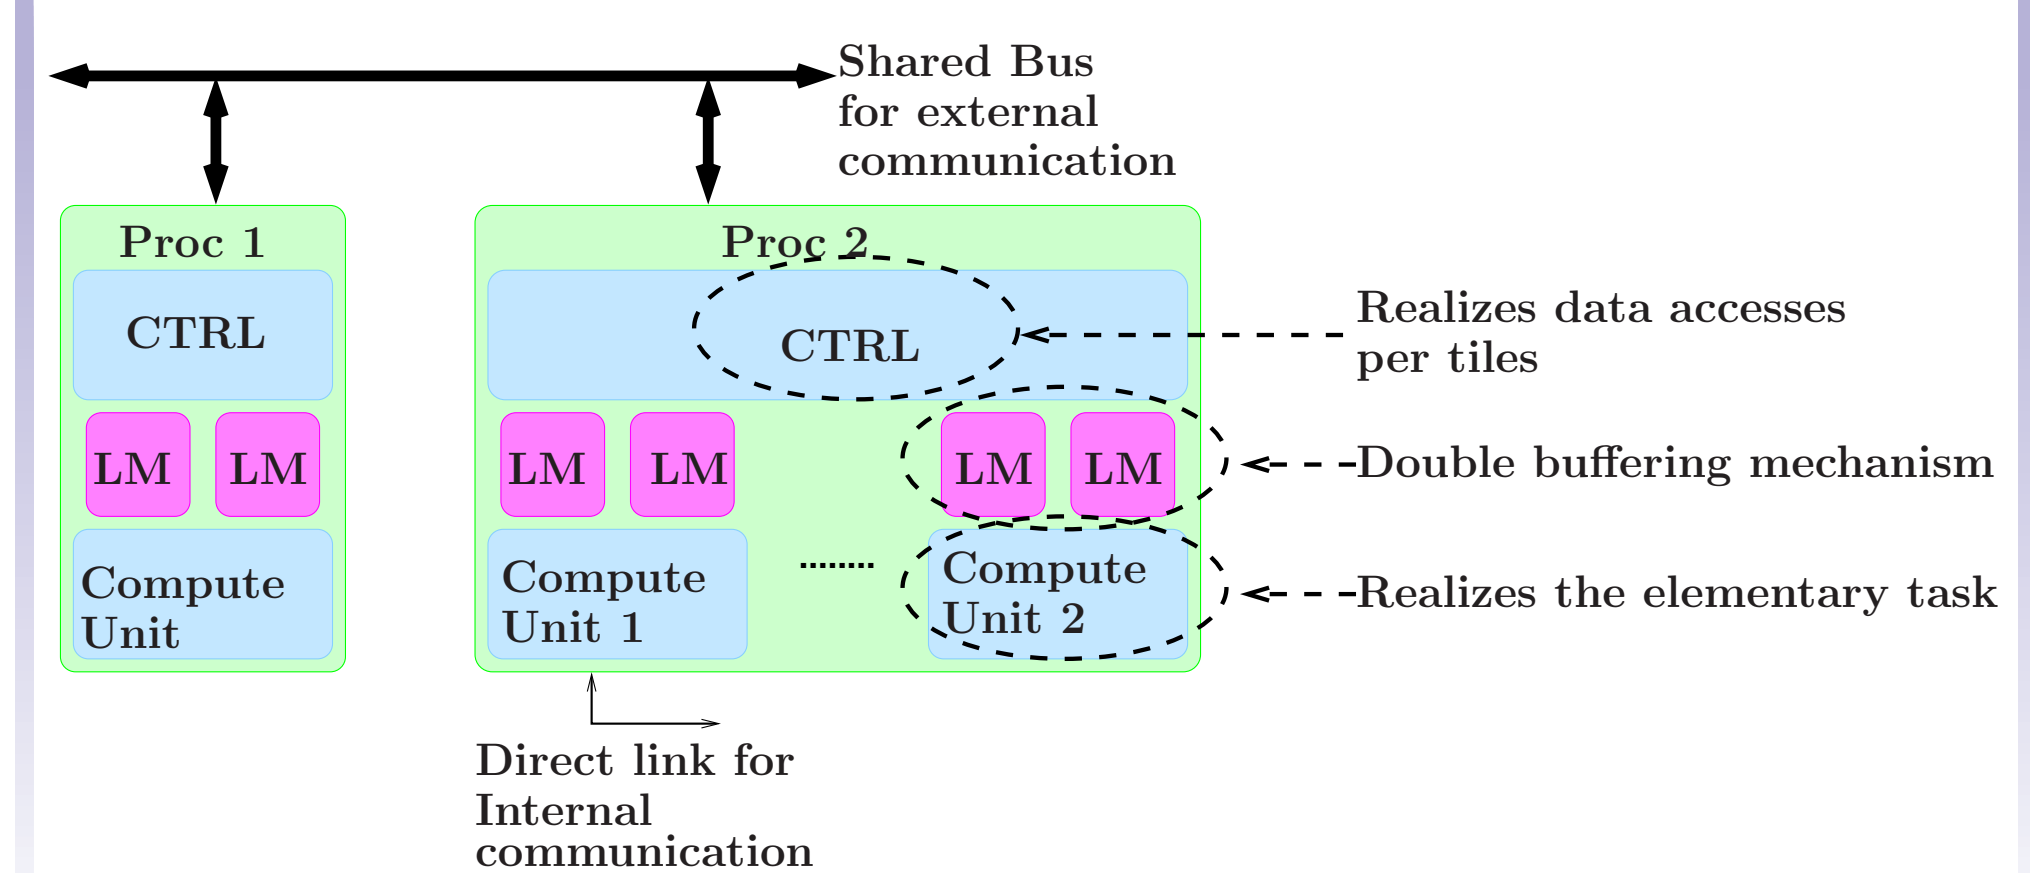 Shared Bus
for external
communication
Proc 1
Proc 2
CTRL
CTRL
Realizes data accesses
per tiles
LM LM
LM LM
LM LM
Double buffering mechanism
Compute
Unit
Compute
Unit 1
........
Compute
Unit 2
Realizes the elementary task
Direct link for
Internal
communication